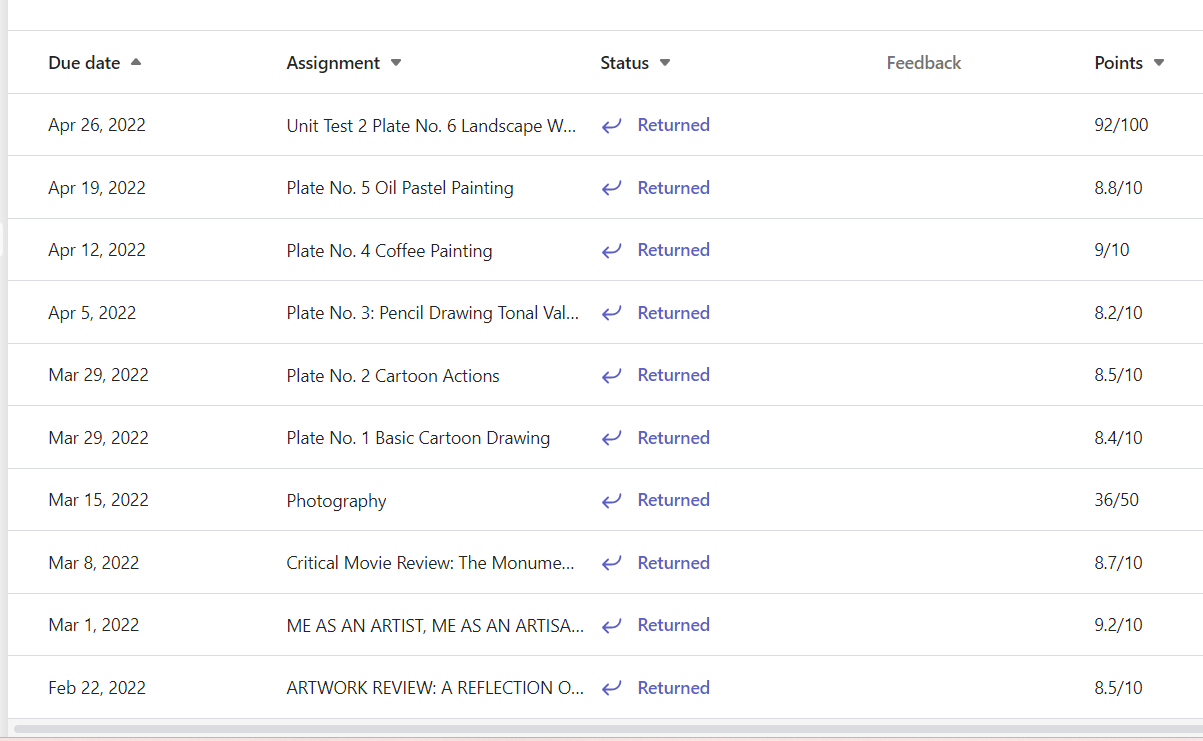 Due date Assignment Status Feedback Points
Apr 26, 2022 Unit Test 2 Plate No. 6 Landscape W... Returned 92/100
Apr 19, 2022 Plate No. 5 Oil Pastel Painting Returned 8.8/10
Apr 12, 2022 Plate No. 4 Coffee Painting Returned 9/10
Apr 5, 2022 Plate No. 3: Pencil Drawing Tonal Val... Returned 8.2/10
Mar 29, 2022 Plate No. 2 Cartoon Actions Returned 8.5/10
Mar 29, 2022 Plate No. 1 Basic Cartoon Drawing Returned 8.4/10
Mar 15, 2022 Photography Returned 36/50
Mar 8, 2022 Critical Movie Review: The Monume... Returned 8.7/10
Mar 1, 2022 ME AS AN ARTIST, ME AS AN ARTISA... Returned 9.2/10
Feb 22, 2022 ARTWORK REVIEW: A REFLECTION O... Returned 8.5/10